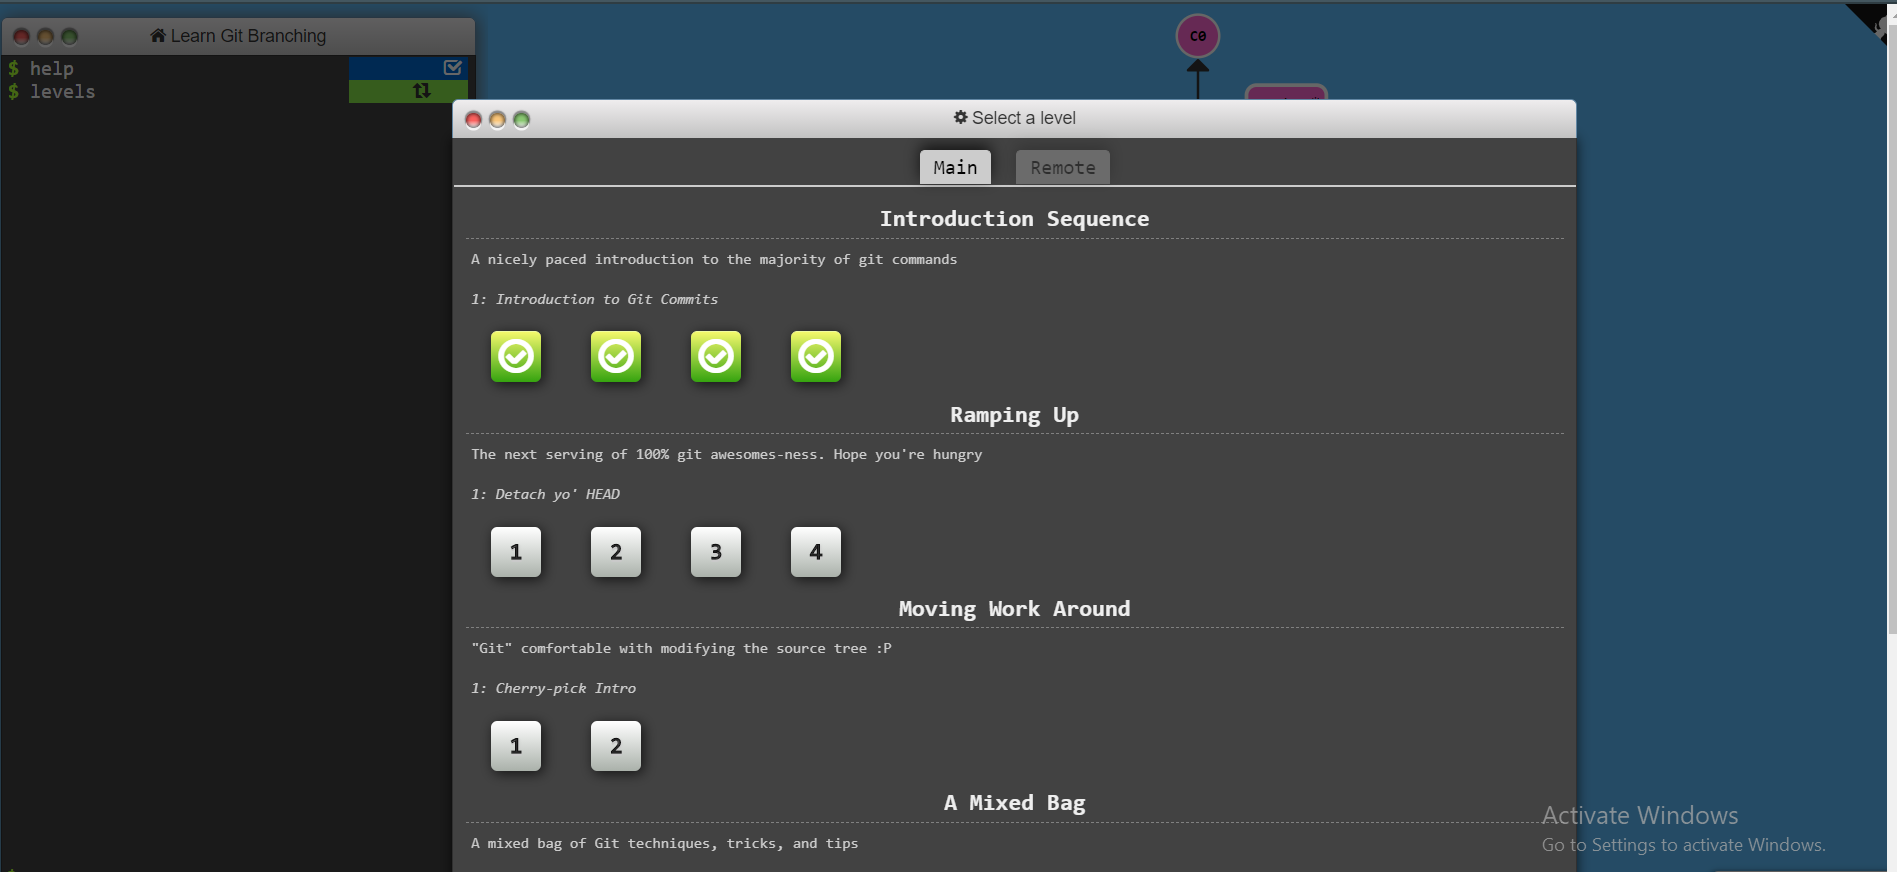 Learn Git Branching
$ help
$ levels
C0
Select a level
Main Remote
Introduction Sequence
A nicely paced introduction to the majority of git commands
1: Introduction to Git Commits
Ramping Up
The next serving of 100% git awesomes-ness. Hope you're hungry
1: Detach yo' HEAD
1 2 3 4
Moving Work Around
"Git" comfortable with modifying the source tree :P
1: Cherry-pick Intro
1 2
A Mixed Bag
A mixed bag of Git techniques, tricks, and tips
Activate Windows
Go to Settings to activate Windows.